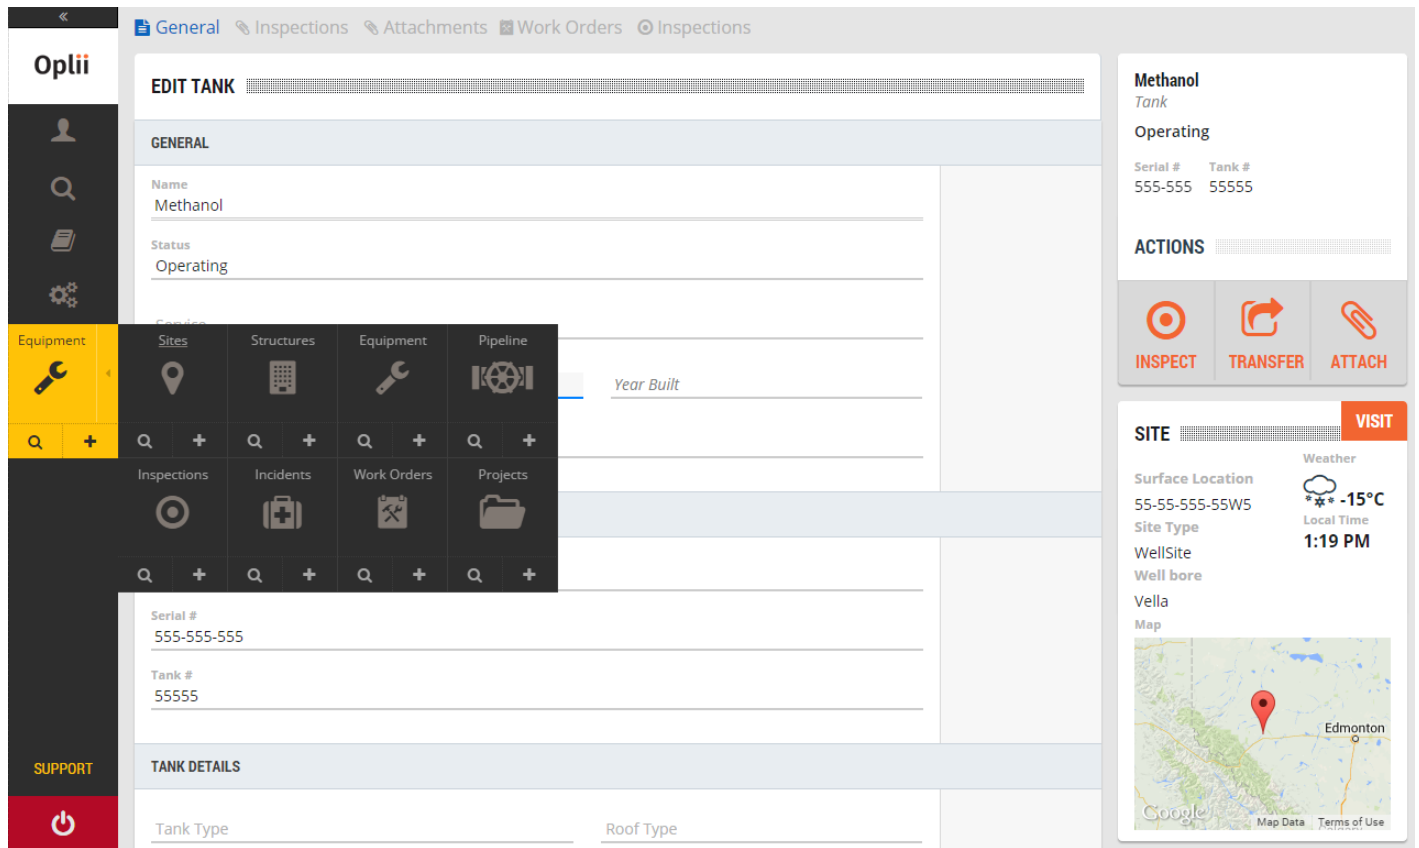 «
General Inspections Attachments Work Orders Inspections
Oplii
EDIT TANK
GENERAL
Name
Methanol
Status
Operating
Service
Year Built
Equipment
Sites Structures Equipment Pipeline
Inspections Incidents Work Orders Projects
Serial #
555-555-555
Tank #
55555
TANK DETAILS
Tank Type Roof Type
SUPPORT
Methanol
Tank
Operating
Serial # Tank #
555-555 55555
ACTIONS
INSPECT TRANSFER ATTACH
SITE VISIT
Weather
Surface Location
-15°C
55-55-555-55W5
Local Time
Site Type
1:19 PM
WellSite
Well bore
Vella
Map
Edmonton
Google
Map Data Terms of Use